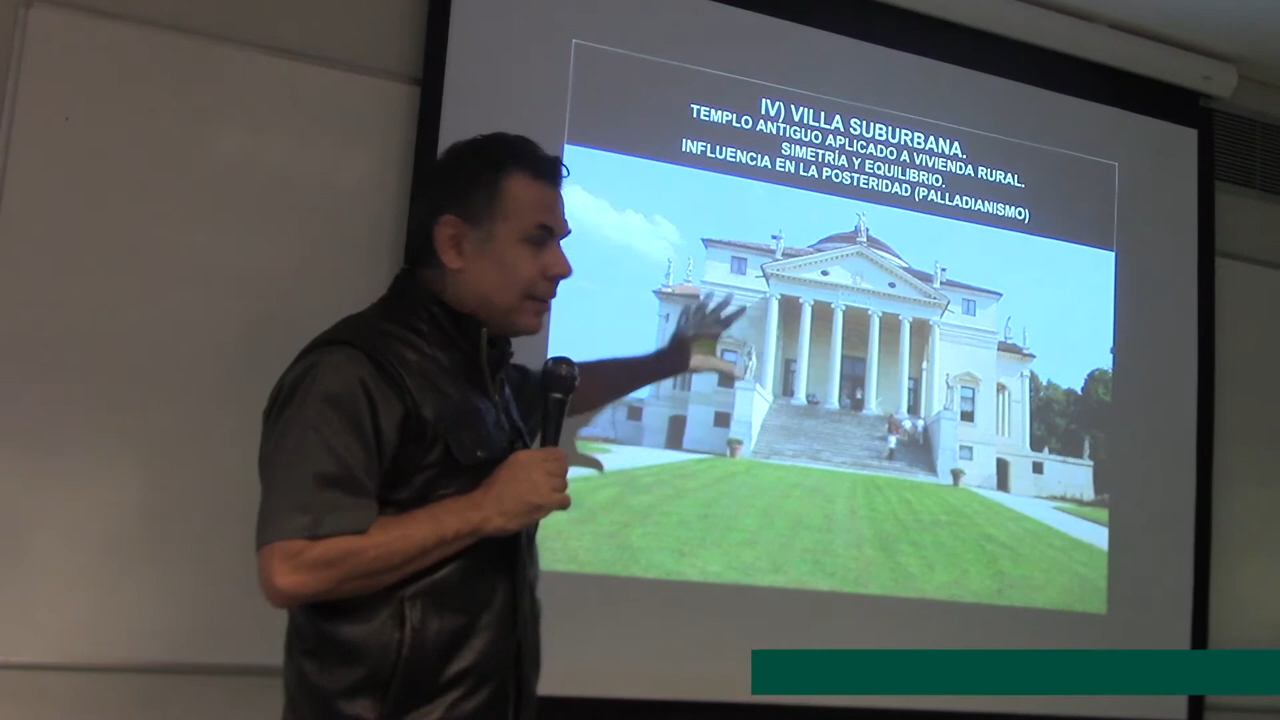 IV) VILLA SUBURBANA.
TEMPLO ANTIGUO APLICADO A VIVIENDA RURAL.
SIMETRÍA Y EQUILIBRIO.
INFLUENCIA EN LA POSTERIDAD (PALLADIANISMO)